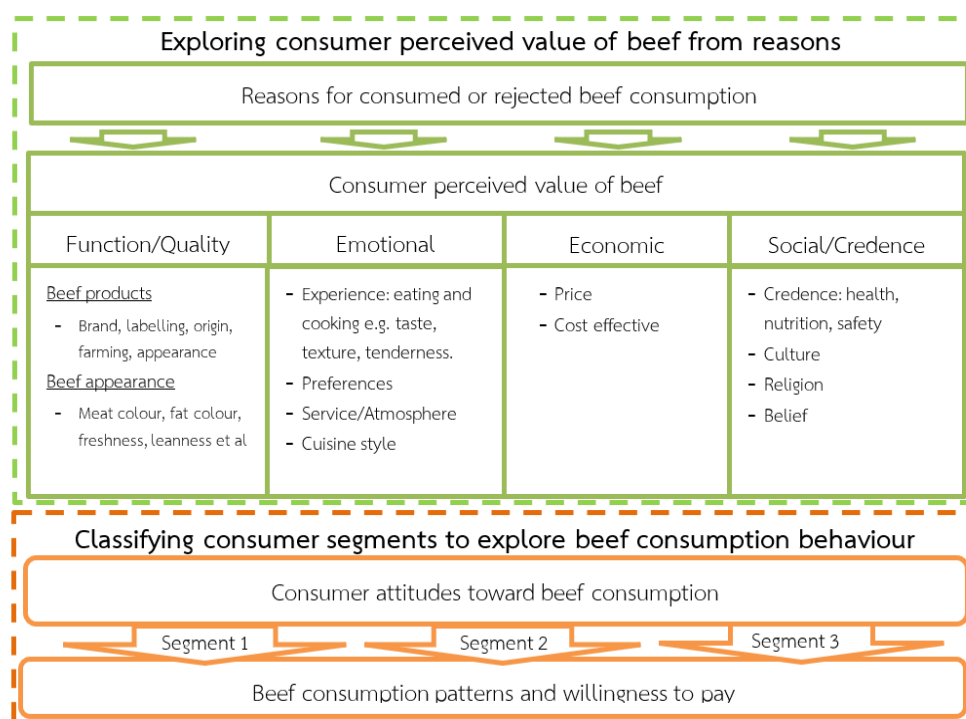 Exploring consumer perceived value of beef from reasons
Reasons for consumed or rejected beef consumption
Consumer perceived value of beef
Function/Quality
Emotional
Economic
Social/Credence
Beef products
- Brand, labelling, origin,
farming, appearance
Beef appearance
- Meat colour, fat colour,
freshness, leanness et al
- Experience: eating and
cooking e.g. taste,
texture, tenderness.
- Preferences
- Service/Atmosphere
- Cuisine style
- Price
- Cost effective
- Credence: health,
nutrition, safety
- Culture
- Religion
- Belief
Classifying consumer segments to explore beef consumption behaviour
Consumer attitudes toward beef consumption
Segment 1
Segment 2
Segment 3
Beef consumption patterns and willingness to pay